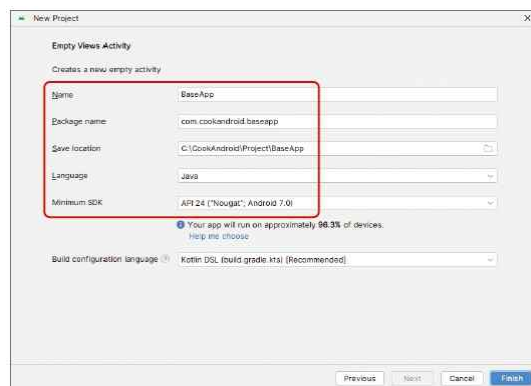 New Project
Empty Views Activity
Creates a new empty activity
Name BaseApp
Package name com.cookandroid.baseapp
Save location C:\CookAndroid\Project\BaseApp
Language Java
Minimum SDK API 24 ("Nougat"; Android 7.0)
Your app will run on approximately 96.3% of devices.
Help me choose
Build configuration language ? Kotlin DSL (build.gradle.kts) [Recommended]
Previous Next Cancel Finish